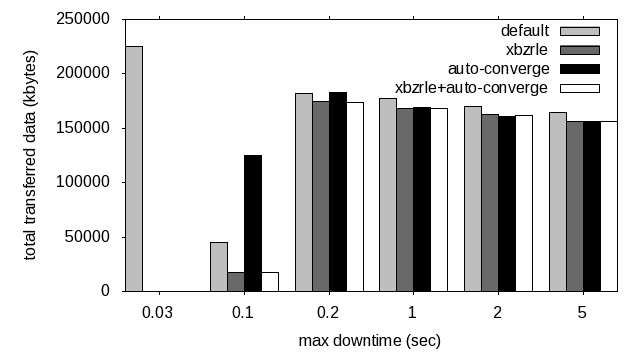 250000
200000
150000
100000
50000
0
total transferred data (kbytes)
default
xbzrle
auto-converge
xbzrle+auto-converge
0.03 0.1 0.2 1 2 5
max downtime (sec)